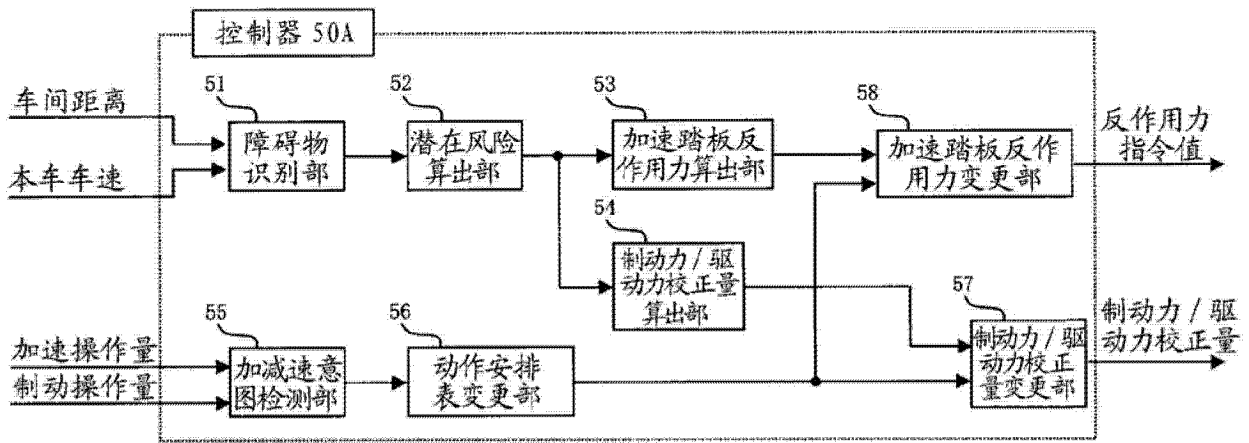 控制器 50A
车间距离
本车车速
51
障碍物
识别部
52
潜在风险
算出部
53
加速踏板反
作用力算出部
58
加速踏板反作
用力变更部
反作用力
指令值
54
制动力/驱
动力校正量
算出部
加速操作量
制动操作量
55
加减速意
图检测部
56
动作安排
表变更部
57
制动力/驱
动力校正
量变更部
制动力/驱
动力校正量